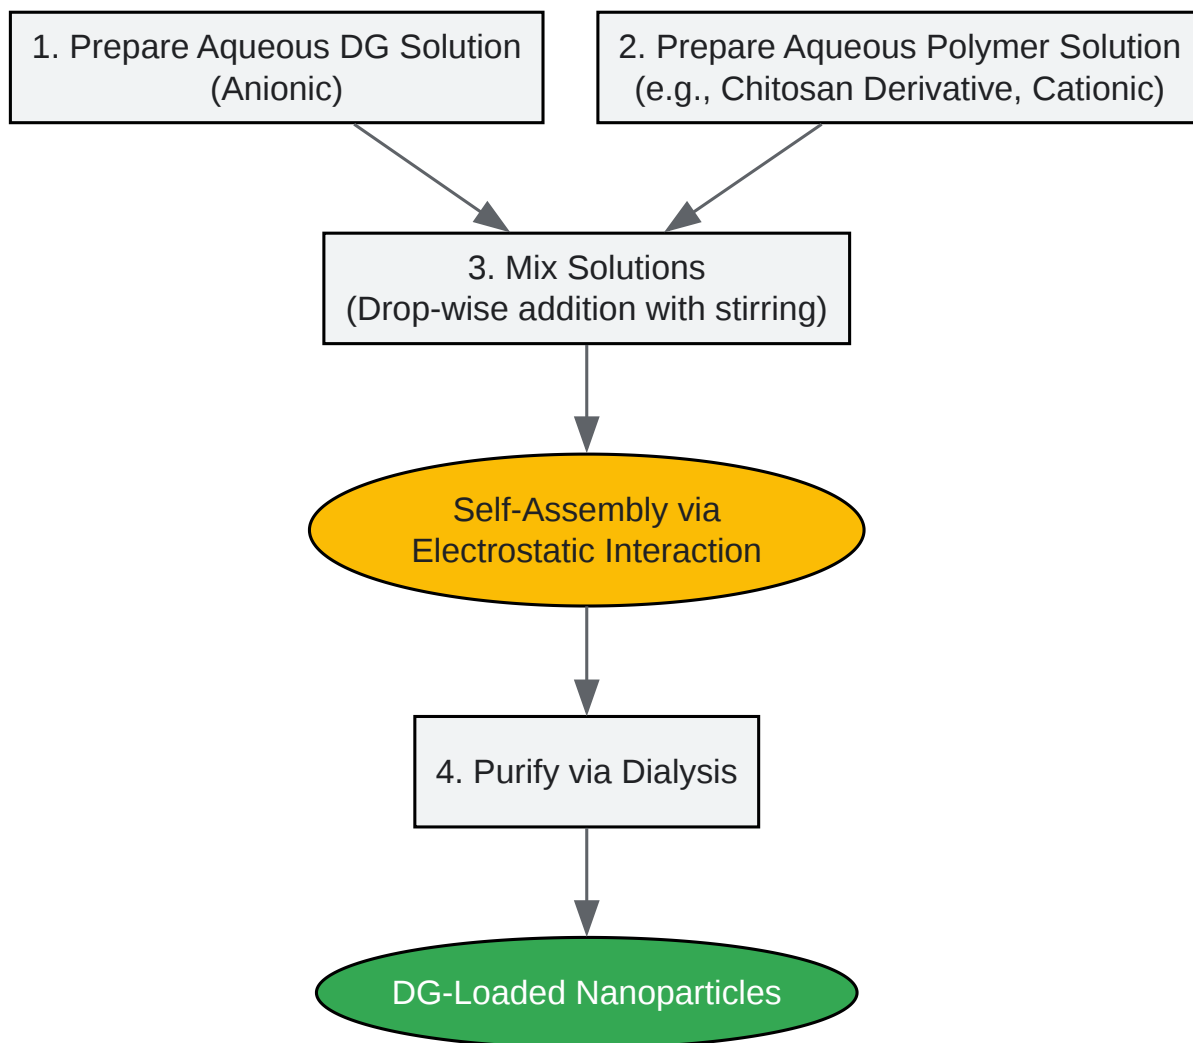 1. Prepare Aqueous DG Solution
(Anionic)
2. Prepare Aqueous Polymer Solution
(e.g., Chitosan Derivative, Cationic)
3. Mix Solutions
(Drop-wise addition with stirring)
Self-Assembly via
Electrostatic Interaction
4. Purify via Dialysis
DG-Loaded Nanoparticles